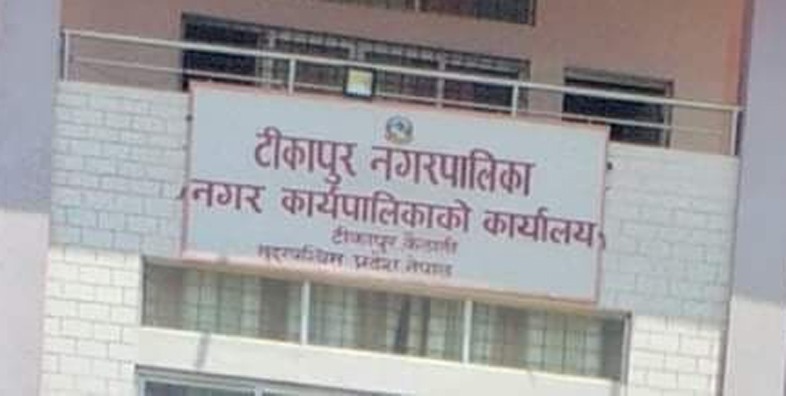 टीकापुर नगरपालिका
नगर कार्यपालिकाको कार्यालय
टीकापुर कैलाली
सुदूरपश्चिम प्रदेश नेपाल